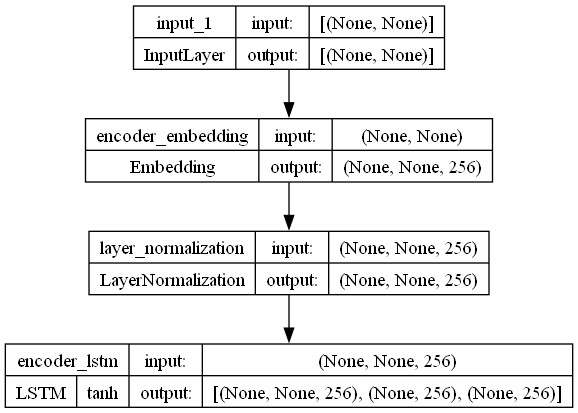 input_1 input: [(None, None)]
InputLayer output: [(None, None)]
encoder_embedding input: (None, None)
Embedding output: (None, None, 256)
layer_normalization input: (None, None, 256)
LayerNormalization output: (None, None, 256)
encoder_lstm input: (None, None, 256)
LSTM tanh output: [(None, None, 256), (None, 256), (None, 256)]